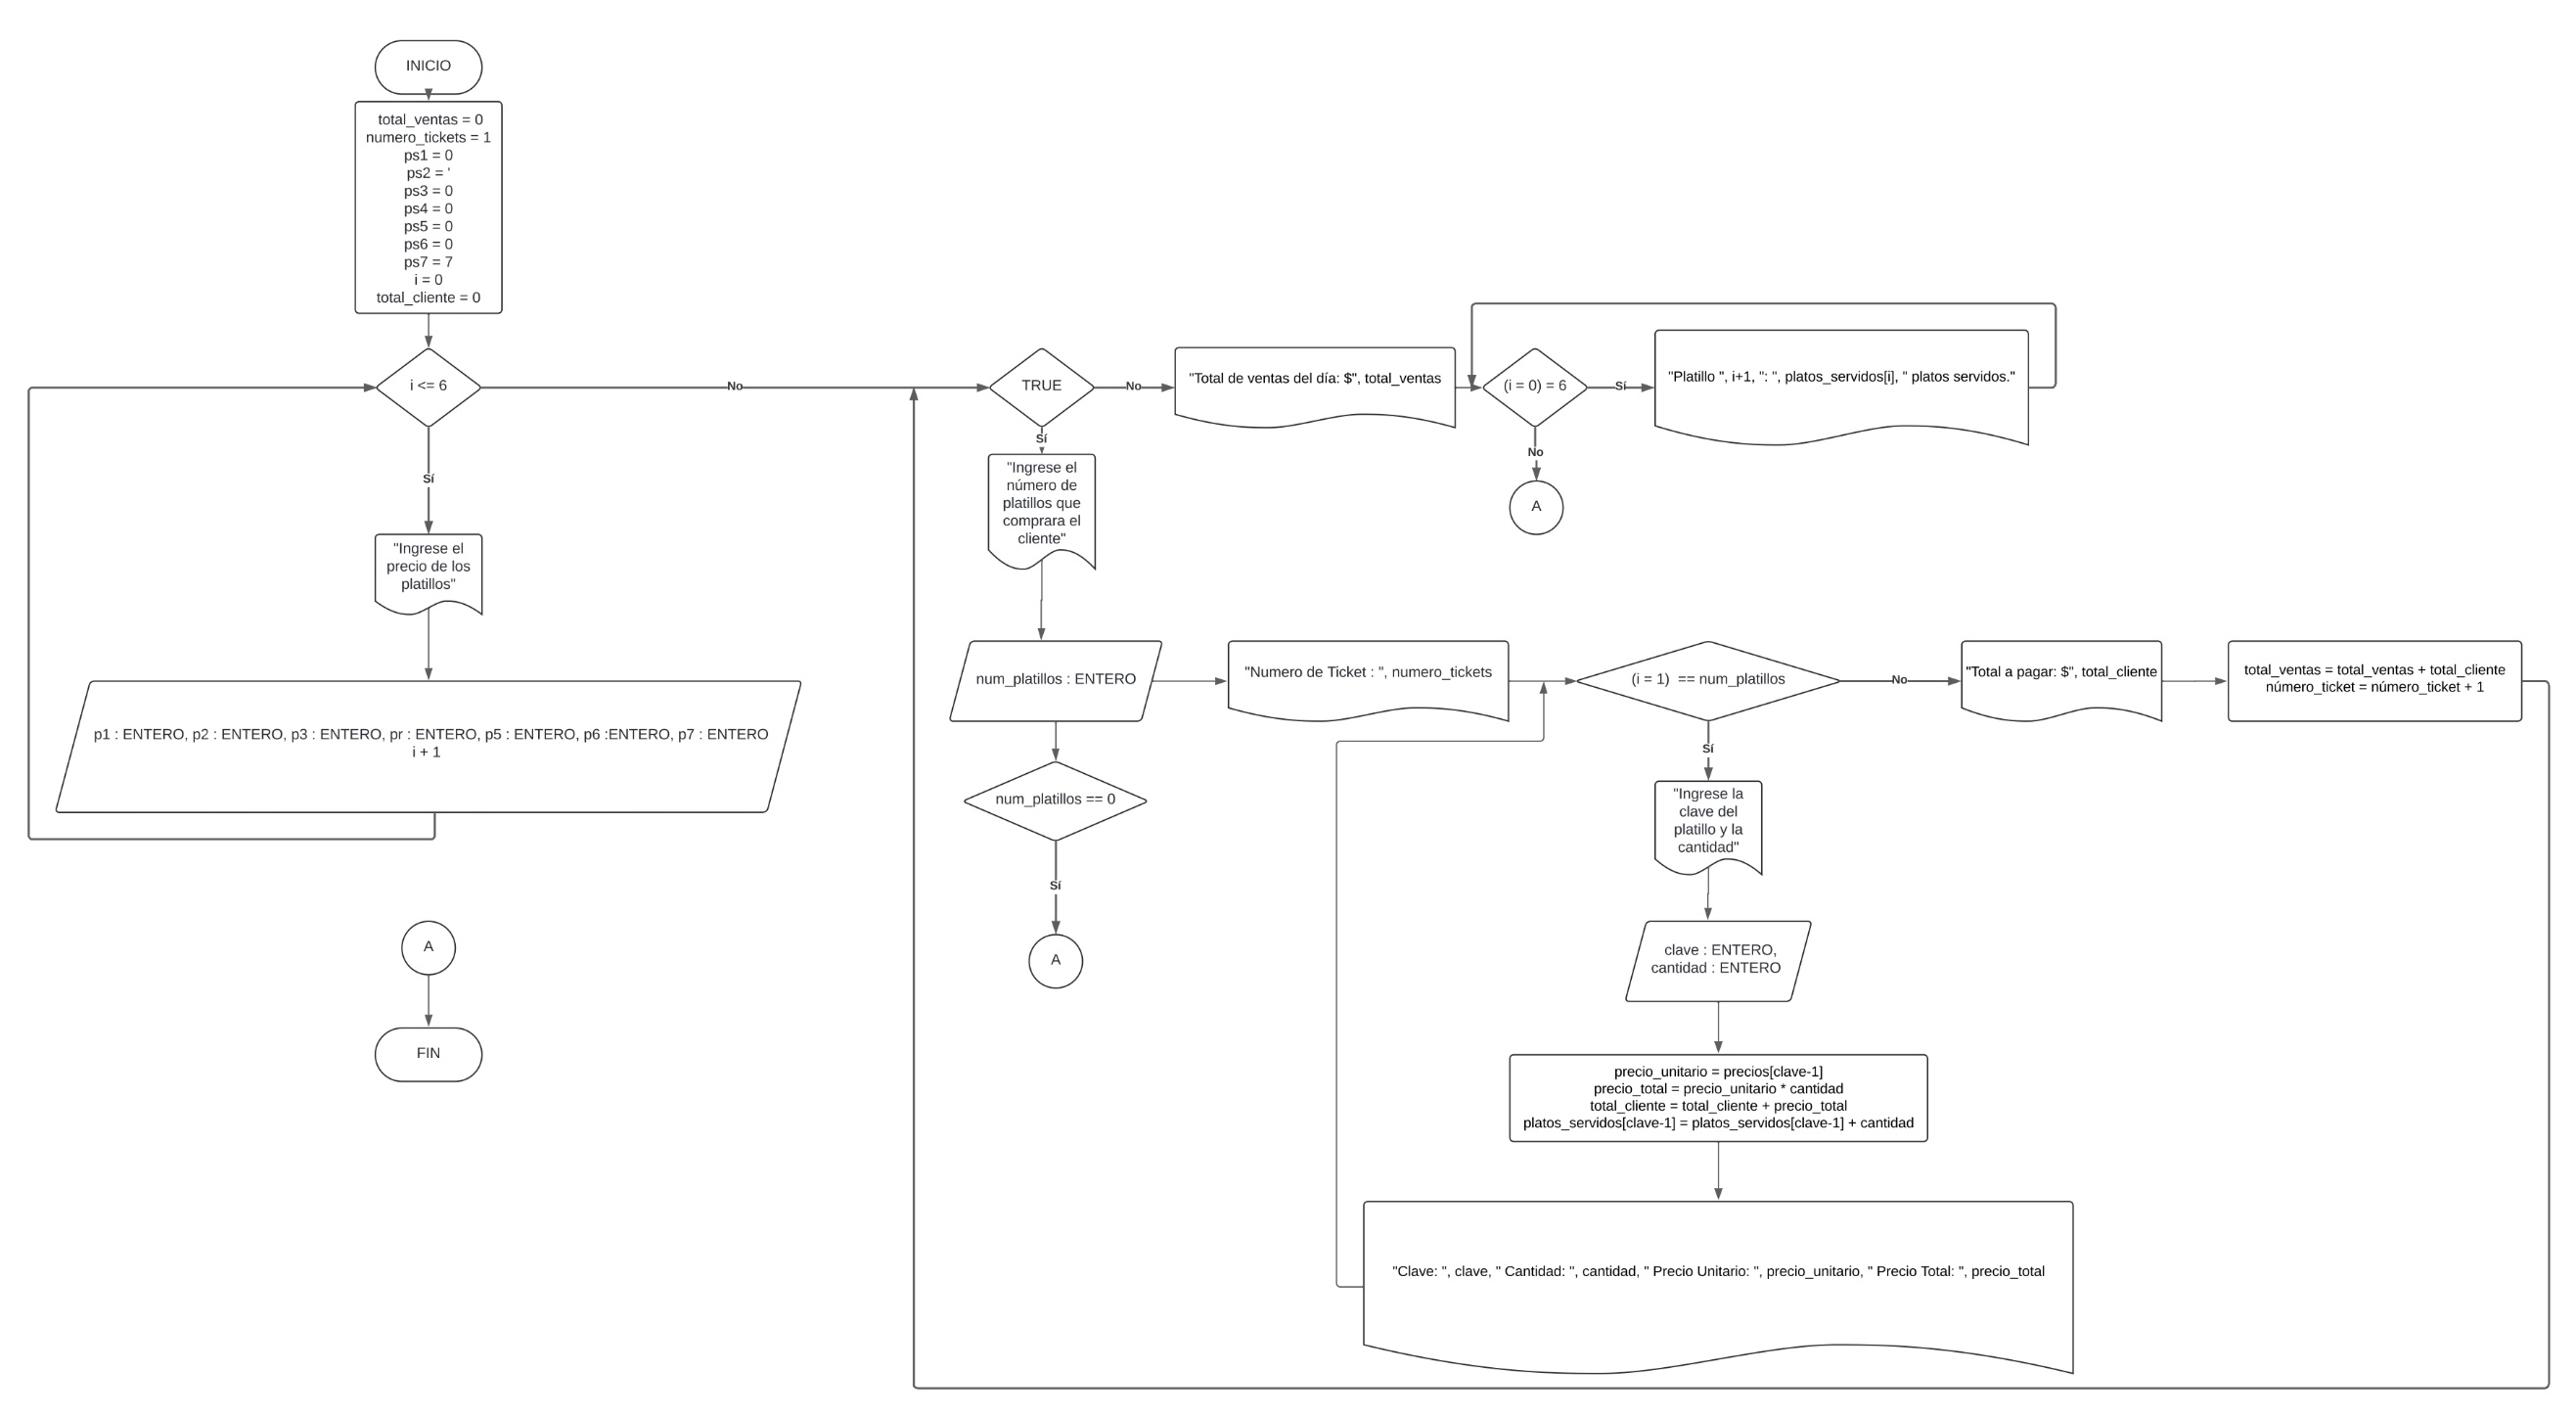 INICIO
total_ventas = 0
numero_tickets = 1
ps1 = 0
ps2 = '
ps3 = 0
ps4 = 0
ps5 = 0
ps6 = 0
ps7 = 7
i = 0
total_cliente = 0
i <= 6
No
Sí
"Ingrese el
precio de los
platillos"
p1 : ENTERO, p2 : ENTERO, p3 : ENTERO, pr : ENTERO, p5 : ENTERO, p6 :ENTERO, p7 : ENTERO
i + 1
A
FIN
TRUE
No
"Total de ventas del día: $", total_ventas
(i = 0) = 6
Sí
"Platillo ", i+1, ": ", platos_servidos[i], " platos servidos."
No
A
Sí
"Ingrese el
número de
platillos que
comprara el
cliente"
num_platillos : ENTERO
num_platillos == 0
Sí
A
"Numero de Ticket : ", numero_tickets
(i = 1)  == num_platillos
No
"Total a pagar: $", total_cliente
total_ventas = total_ventas + total_cliente
número_ticket = número_ticket + 1
Sí
"Ingrese la
clave del
platillo y la
cantidad"
clave : ENTERO,
cantidad : ENTERO
precio_unitario = precios[clave-1]
precio_total = precio_unitario * cantidad
total_cliente = total_cliente + precio_total
platos_servidos[clave-1] = platos_servidos[clave-1] + cantidad
"Clave: ", clave, " Cantidad: ", cantidad, " Precio Unitario: ", precio_unitario, " Precio Total: ", precio_total